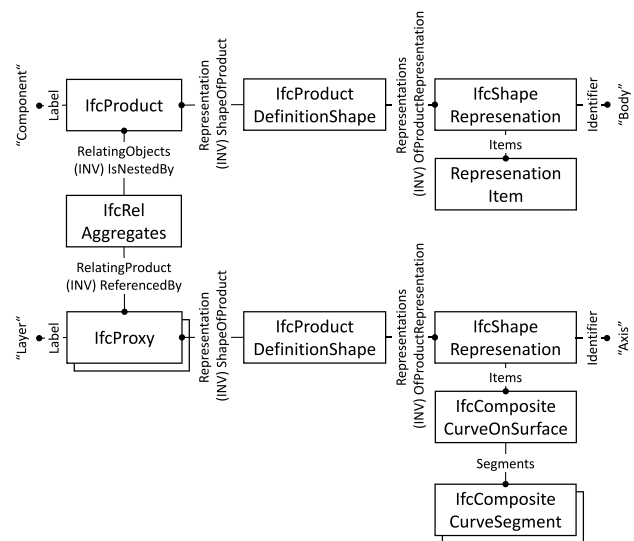 “Component“
Label
IfcProduct
Representation
(INV) ShapeOfProduct
IfcProduct
DefinitionShape
Representations
(INV) OfProductRepresentation
IfcShape
Represenation
Identifier
“Body”
Items
Represenation
Item
RelatingObjects
(INV) IsNestedBy
IfcRel
Aggregates
RelatingProduct
(INV) ReferencedBy
“Layer”
Label
IfcProxy
Representation
(INV) ShapeOfProduct
IfcProduct
DefinitionShape
Representations
(INV) OfProductRepresentation
IfcShape
Represenation
Identifier
“Axis”
Items
IfcComposite
CurveOnSurface
Segments
IfcComposite
CurveSegment